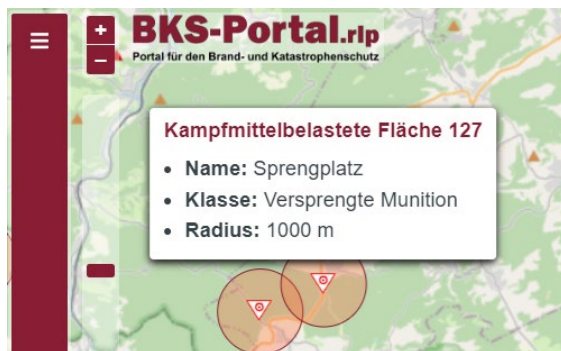 BKS-Portal.rlp
Portal für den Brand- und Katastrophenschutz
Kampfmittelbelastete Fläche 127
Name: Sprengplatz
Klasse: Versprengte Munition
Radius: 1000 m